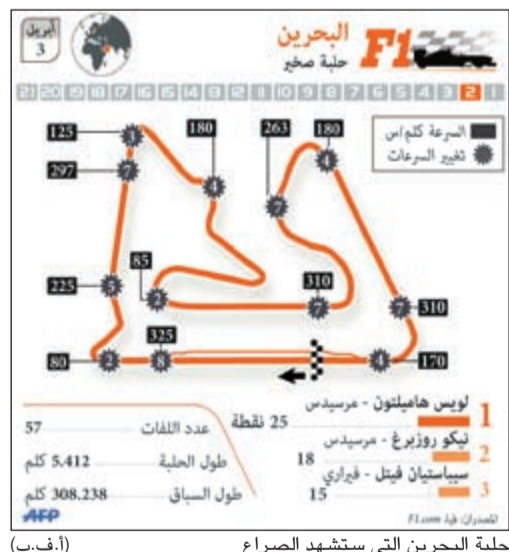 أبريل
3
F1 البحرين
حلبة صخير
21 20 19 18 17 16 15 14 13 12 11 10 9 8 7 6 5 4 3 2 1
السرعة كلم/س
تغيير السرعات
125
297
180
263
180
4
7
4
7
225
5
85
2
310
7
7
310
80
2
325
8
4
170
1 لويس هاميلتون - مرسيدس
25 نقطة
2 نيكو روزبرغ - مرسيدس
18
3 سيباستيان فيتل - فيراري
15
عدد اللفات 57
طول الحلبة 5.412 كلم
طول السباق 308.238 كلم
المصدران: فيا، F1.com
AFP
حلبة البحرين التي ستشهد الصراع (أ.ف.ب)